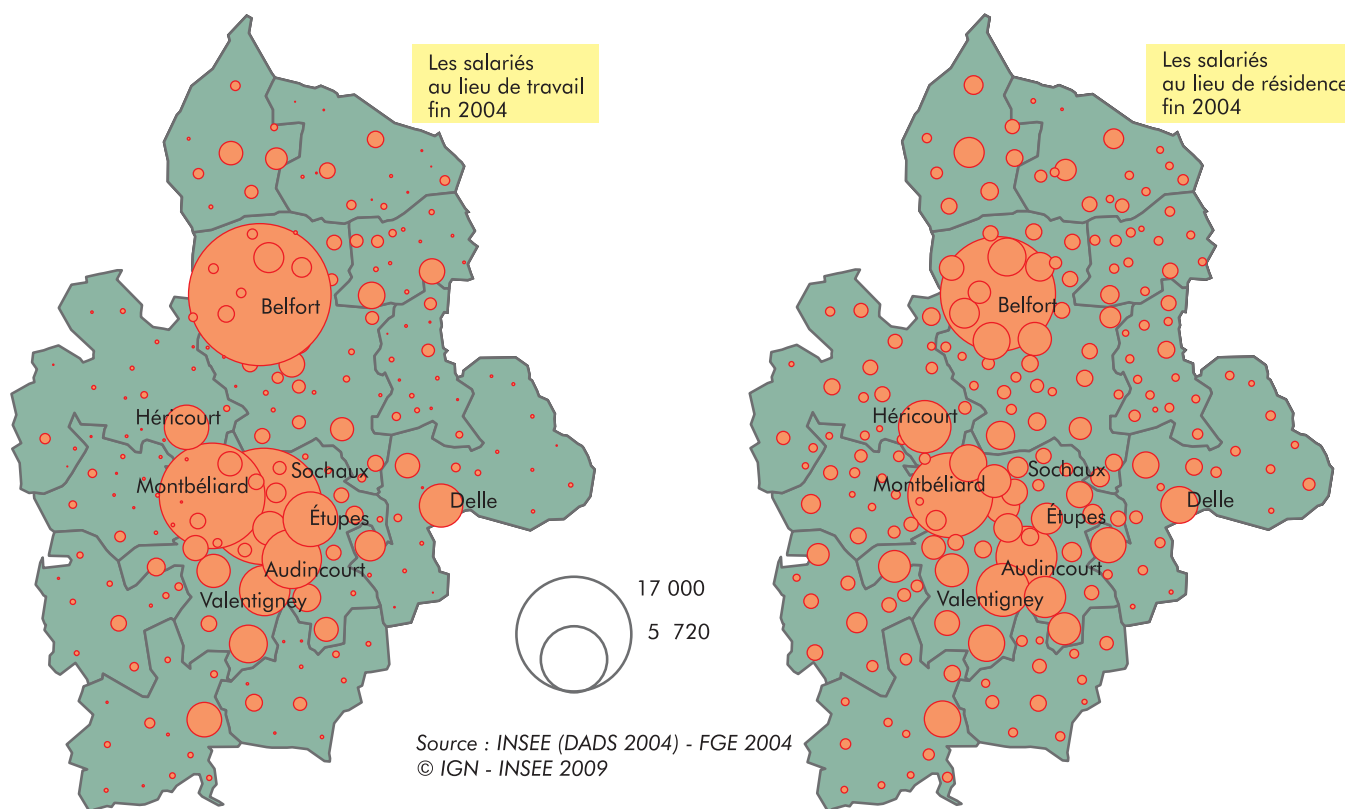 Les salariés
au lieu de travail
fin 2004
Les salariés
au lieu de résidence
fin 2004
Belfort
Héricourt
Sochaux
Montbéliard
Étupes
Delle
Audincourt
Valentigney
Belfort
Héricourt
Sochaux
Montbéliard
Étupes
Delle
Audincourt
Valentigney
17 000
5 720
Source : INSEE (DADS 2004) - FGE 2004
© IGN - INSEE 2009